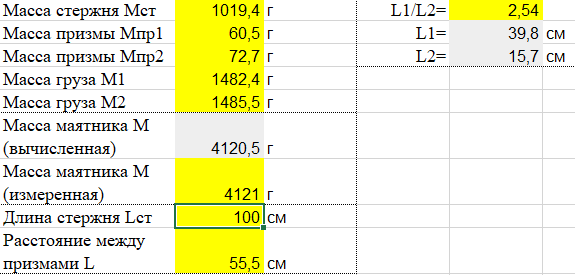 Масса стержня Мст 1019,4 г L1/L2= 2,54
Масса призмы Мпр1 60,5 г L1= 39,8 см
Масса призмы Мпр2 72,7 г L2= 15,7 см
Масса груза М1 1482,4 г
Масса груза М2 1485,5 г
Масса маятника М
(вычисленная) 4120,5 г
Масса маятника М
(измеренная) 4121 г
Длина стержня Lст 100 см
Расстояние между
призмами L 55,5 см